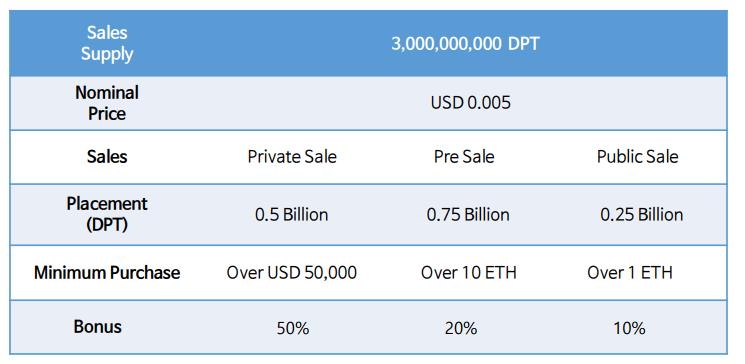 Sales
Supply
3,000,000,000 DPT
Nominal
Price
USD 0.005
Sales Private Sale Pre Sale Public Sale
Placement
(DPT)
0.5 Billion 0.75 Billion 0.25 Billion
Minimum Purchase Over USD 50,000 Over 10 ETH Over 1 ETH
Bonus 50% 20% 10%